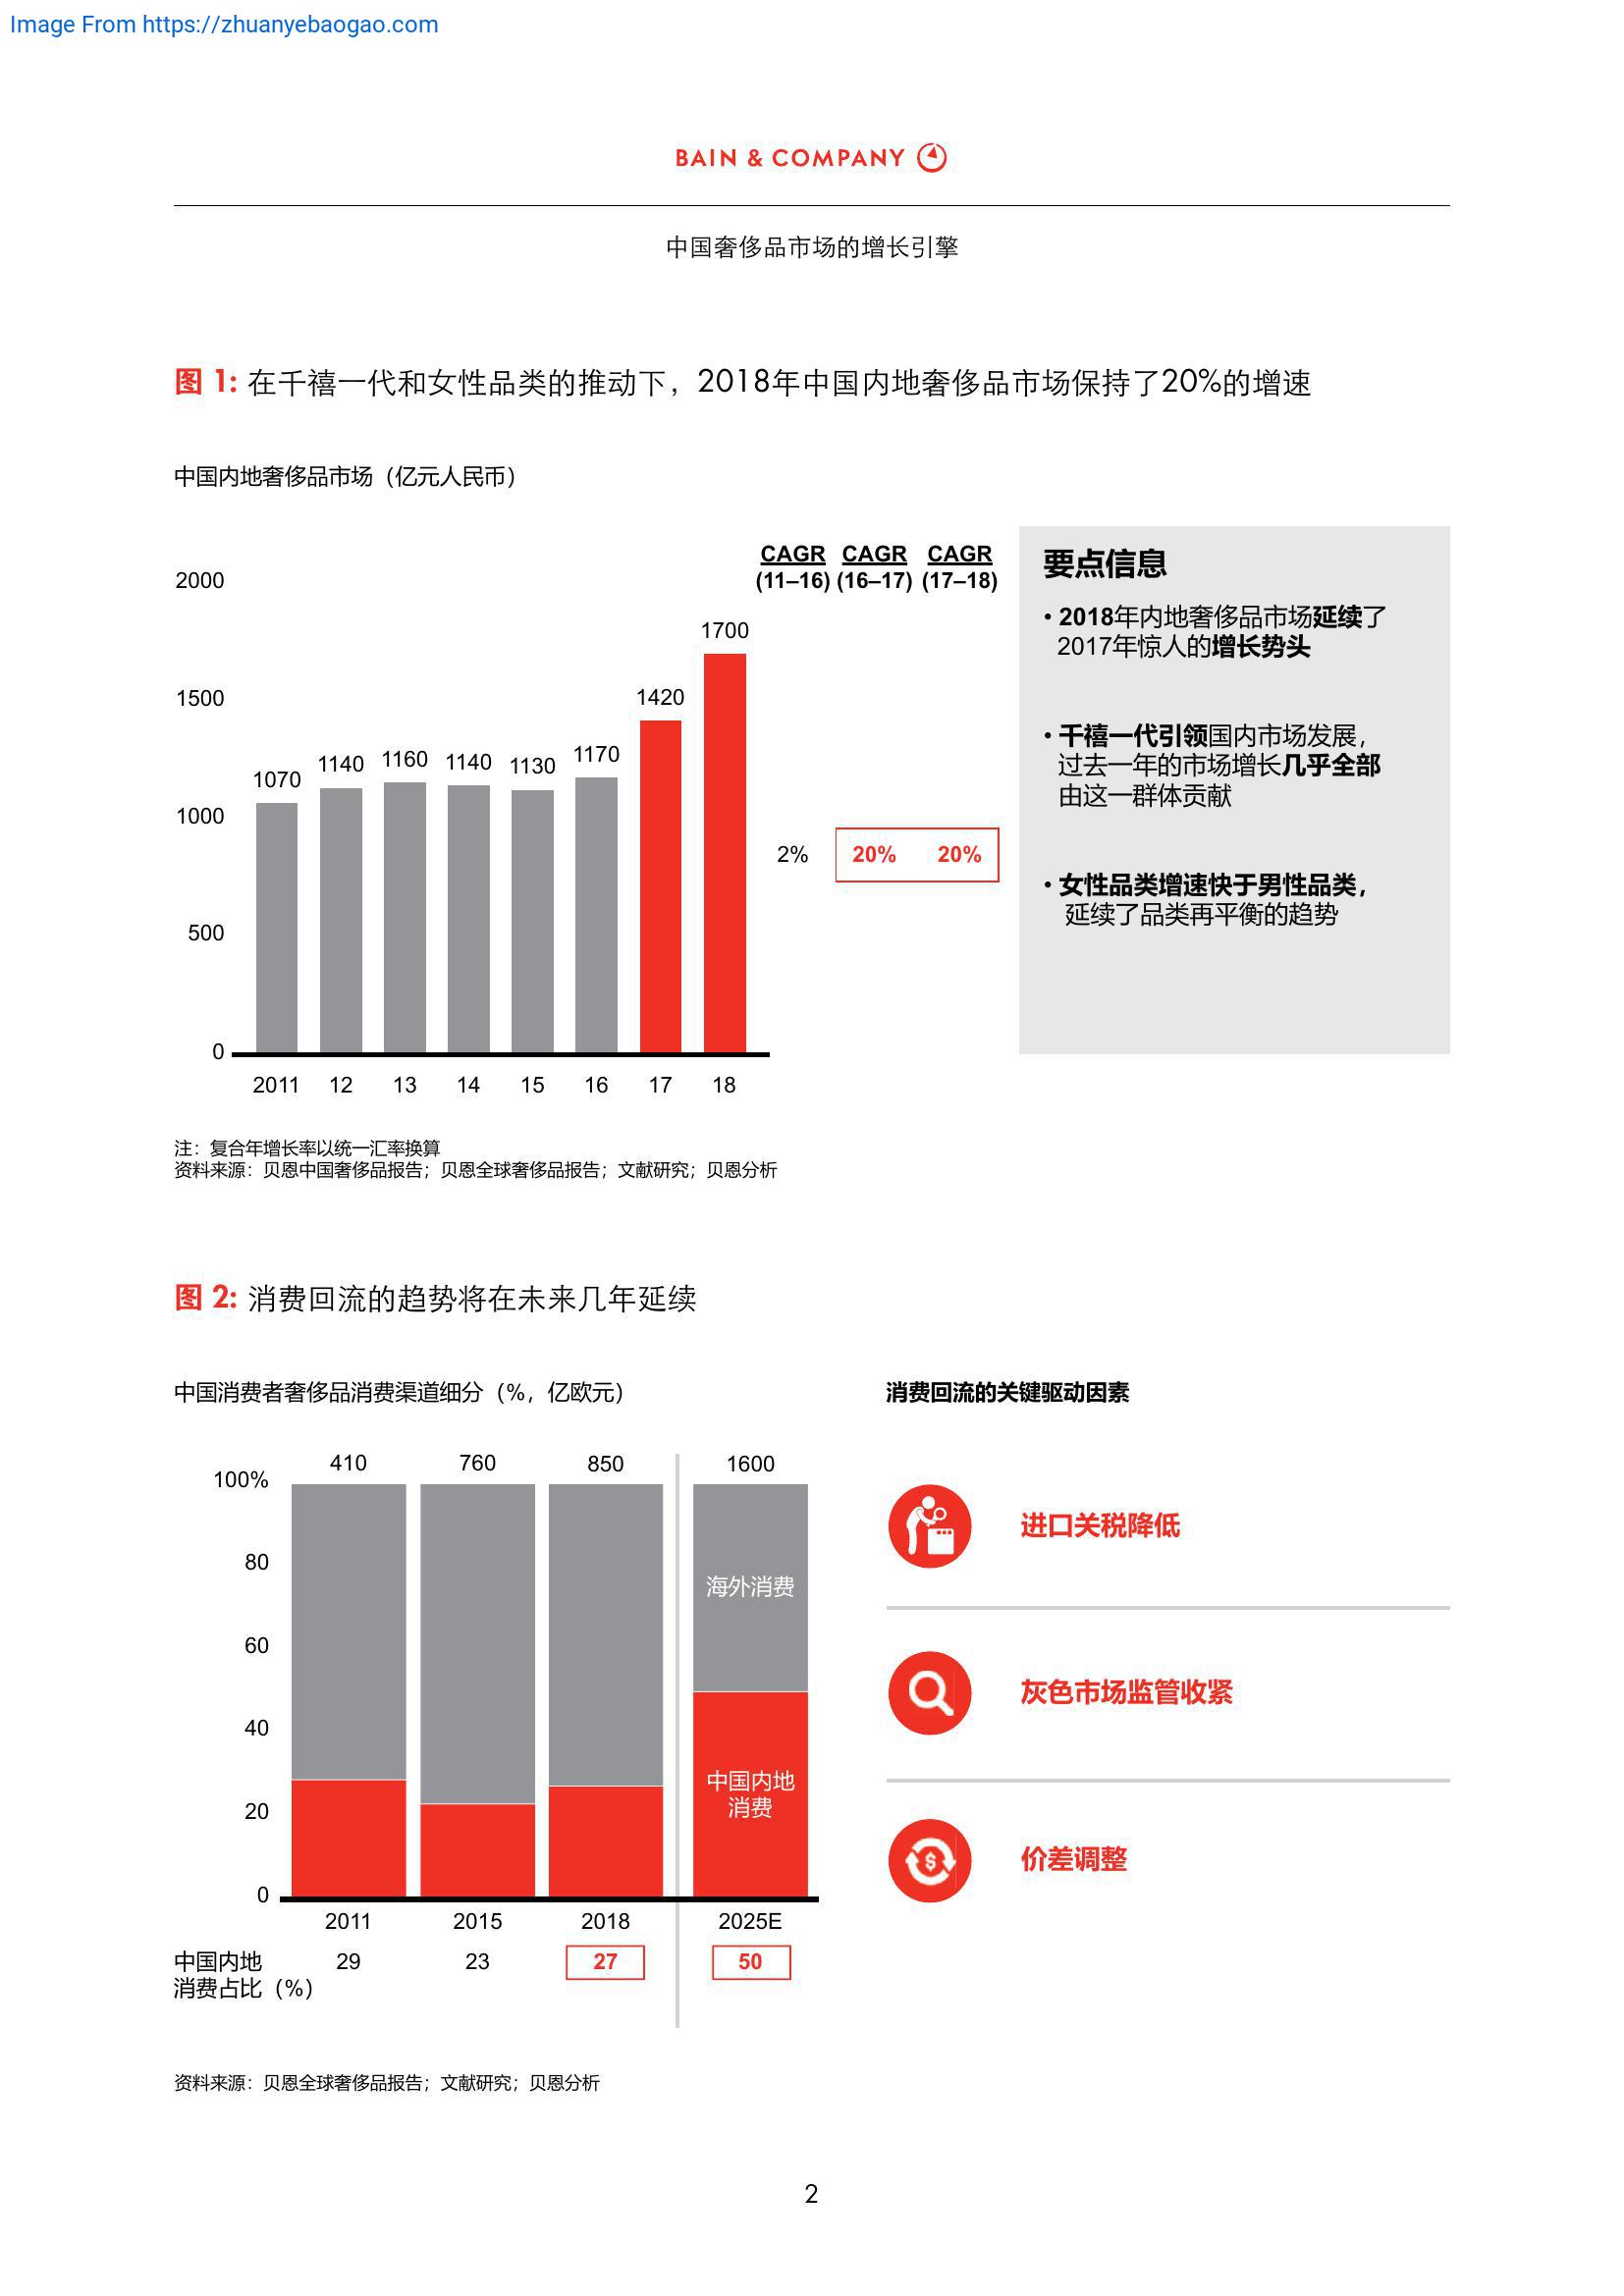 Image From https://zhuanyebaogao.com
BAIN & COMPANY
中国奢侈品市场的增长引擎
图 1: 在千禧一代和女性品类的推动下，2018年中国内地奢侈品市场保持了20%的增速
中国内地奢侈品市场（亿元人民币）
2000
1500
1000
500
0
1070
1140
1160
1140
1130
1170
1420
1700
2011 12 13 14 15 16 17 18
CAGR CAGR CAGR
(11–16) (16–17) (17–18)
2% 20% 20%
要点信息
• 2018年内地奢侈品市场延续了
2017年惊人的增长势头
• 千禧一代引领国内市场发展，
过去一年的市场增长几乎全部
由这一群体贡献
• 女性品类增速快于男性品类，
延续了品类再平衡的趋势
注：复合年增长率以统一汇率换算
资料来源：贝恩中国奢侈品报告；贝恩全球奢侈品报告；文献研究；贝恩分析
图 2: 消费回流的趋势将在未来几年延续
中国消费者奢侈品消费渠道细分（%，亿欧元）
410 760 850 1600
100%
80
60
40
20
0
海外消费
中国内地
消费
2011 2015 2018 2025E
中国内地 29 23 27 50
消费占比（%）
消费回流的关键驱动因素
进口关税降低
灰色市场监管收紧
$
价差调整
资料来源：贝恩全球奢侈品报告；文献研究；贝恩分析
2